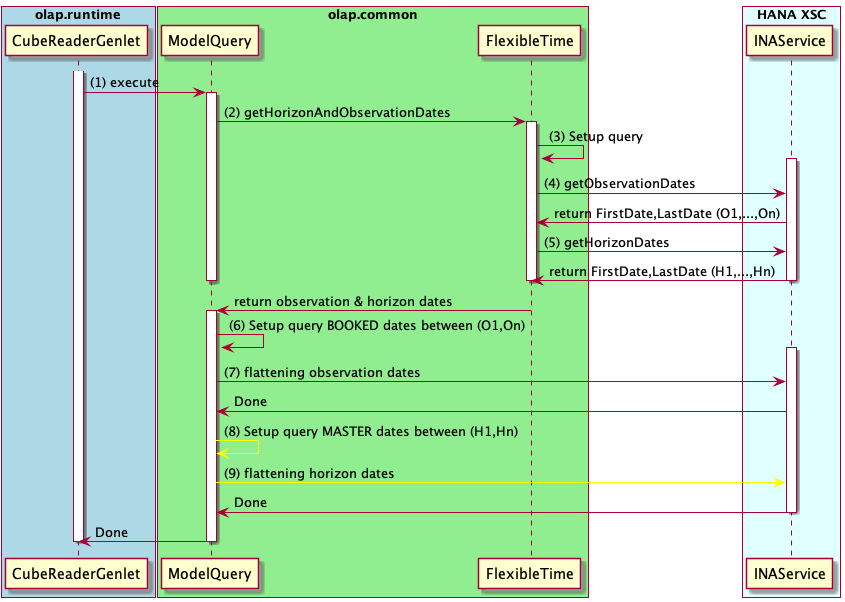 olap.runtime
olap.common
HANA XSC
CubeReaderGenlet
ModelQuery
FlexibleTime
INAService
(1) execute
(2) getHorizonAndObservationDates
(3) Setup query
(4) getObservationDates
return FirstDate,LastDate (O1,...,On)
(5) getHorizonDates
return FirstDate,LastDate (H1,...,Hn)
return observation & horizon dates
(6) Setup query BOOKED dates between (O1,On)
(7) flattening observation dates
Done
(8) Setup query MASTER dates between (H1,Hn)
(9) flattening horizon dates
Done
Done
CubeReaderGenlet
ModelQuery
FlexibleTime
INAService